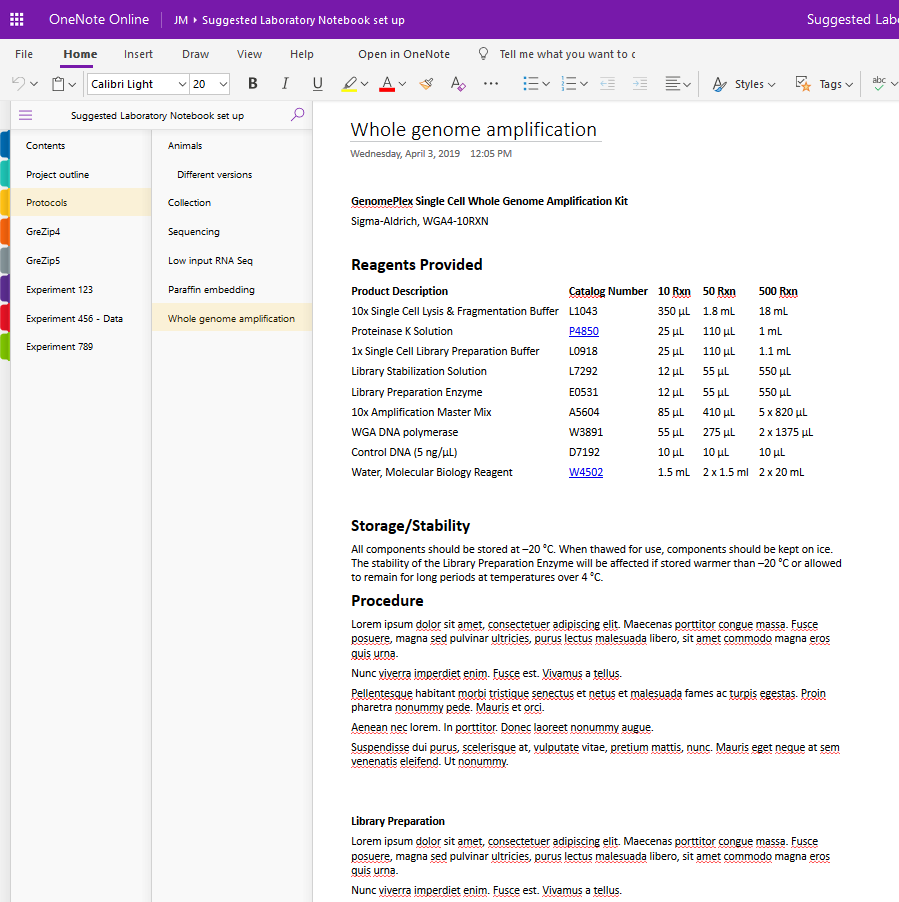 OneNote Online JM › Suggested Laboratory Notebook set up Suggested Labo
File Home Insert Draw View Help Open in OneNote Tell me what you want to c
Calibri Light 20 B I U A A Styles Tags abc
Suggested Laboratory Notebook set up
Contents
Project outline
Protocols
GreZip4
GreZip5
Experiment 123
Experiment 456 - Data
Experiment 789
Animals
Different versions
Collection
Sequencing
Low input RNA Seq
Paraffin embedding
Whole genome amplification
Whole genome amplification
Wednesday, April 3, 2019 12:05 PM
GenomePlex Single Cell Whole Genome Amplification Kit
Sigma-Aldrich, WGA4-10RXN
Reagents Provided
Product Description Catalog Number 10 Rxn 50 Rxn 500 Rxn
10x Single Cell Lysis & Fragmentation Buffer L1043 350 µL 1.8 mL 18 mL
Proteinase K Solution P4850 25 µL 110 µL 1 mL
1x Single Cell Library Preparation Buffer L0918 25 µL 110 µL 1.1 mL
Library Stabilization Solution L7292 12 µL 55 µL 550 µL
Library Preparation Enzyme E0531 12 µL 55 µL 550 µL
10x Amplification Master Mix A5604 85 µL 410 µL 5 x 820 µL
WGA DNA polymerase W3891 55 µL 275 µL 2 x 1375 µL
Control DNA (5 ng/µL) D7192 10 µL 10 µL 10 µL
Water, Molecular Biology Reagent W4502 1.5 mL 2 x 1.5 ml 2 x 20 mL
Storage/Stability
All components should be stored at –20 °C. When thawed for use, components should be kept on ice.
The stability of the Library Preparation Enzyme will be affected if stored warmer than –20 °C or allowed
to remain for long periods at temperatures over 4 °C.
Procedure
Lorem ipsum dolor sit amet, consectetuer adipiscing elit. Maecenas porttitor congue massa. Fusce
posuere, magna sed pulvinar ultricies, purus lectus malesuada libero, sit amet commodo magna eros
quis urna.
Nunc viverra imperdiet enim. Fusce est. Vivamus a tellus.
Pellentesque habitant morbi tristique senectus et netus et malesuada fames ac turpis egestas. Proin
pharetra nonummy pede. Mauris et orci.
Aenean nec lorem. In porttitor. Donec laoreet nonummy augue.
Suspendisse dui purus, scelerisque at, vulputate vitae, pretium mattis, nunc. Mauris eget neque at sem
venenatis eleifend. Ut nonummy.
Library Preparation
Lorem ipsum dolor sit amet, consectetuer adipiscing elit. Maecenas porttitor congue massa. Fusce
posuere, magna sed pulvinar ultricies, purus lectus malesuada libero, sit amet commodo magna eros
quis urna.
Nunc viverra imperdiet enim. Fusce est. Vivamus a tellus.